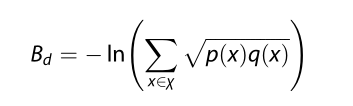 B_d = − ln( ∑_{x∈χ} √(p(x)q(x)) )